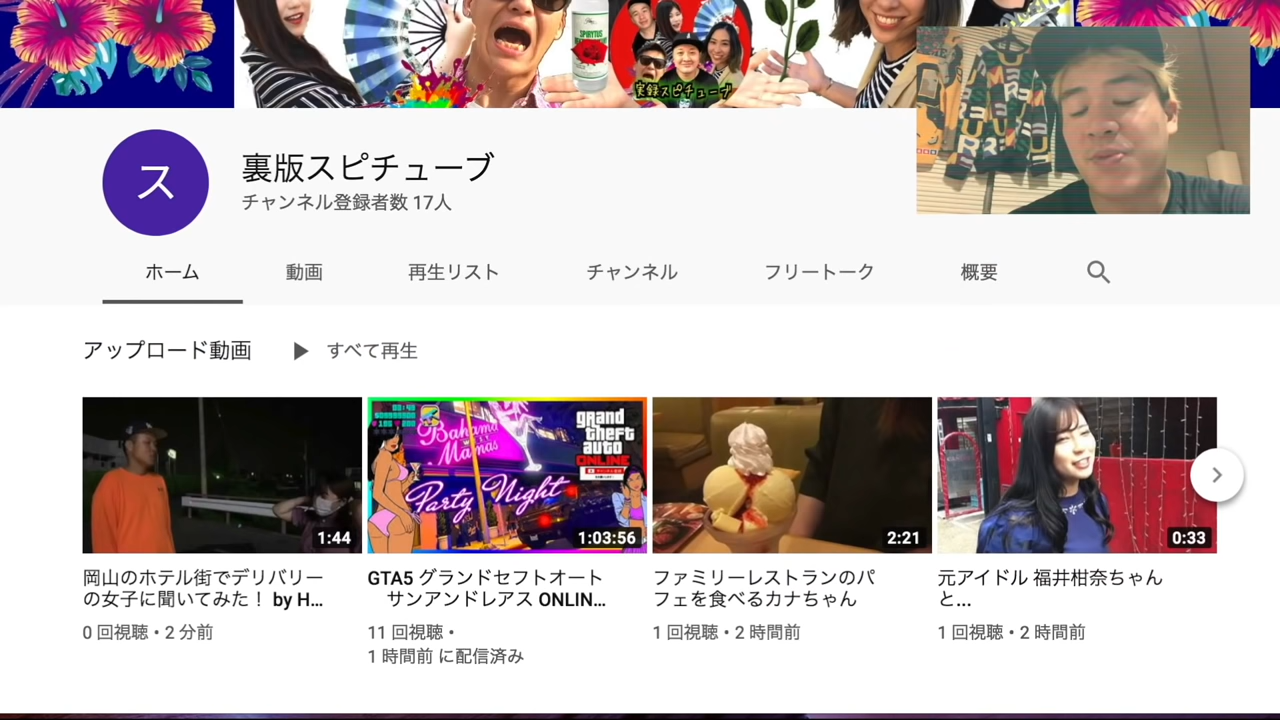 SPIRYTUS
実録スピチューブ
ス
裏版スピチューブ
チャンネル登録者数 17人
ホーム 動画 再生リスト チャンネル フリートーク 概要
アップロード動画 すべて再生
1:44
Bahama
Mamas
Party Night
grand
theft
auto
ONLINE
1:03:56
2:21
0:33
岡山のホテル街でデリバリー
の女子に聞いてみた！ by H...
0 回視聴・2 分前
GTA5 グランドセフトオート
サンアンドレアス ONLIN...
11 回視聴・
1 時間前 に配信済み
ファミリーレストランのパ
フェを食べるカナちゃん
1 回視聴・2 時間前
元アイドル 福井柑奈ちゃん
と...
1 回視聴・2 時間前